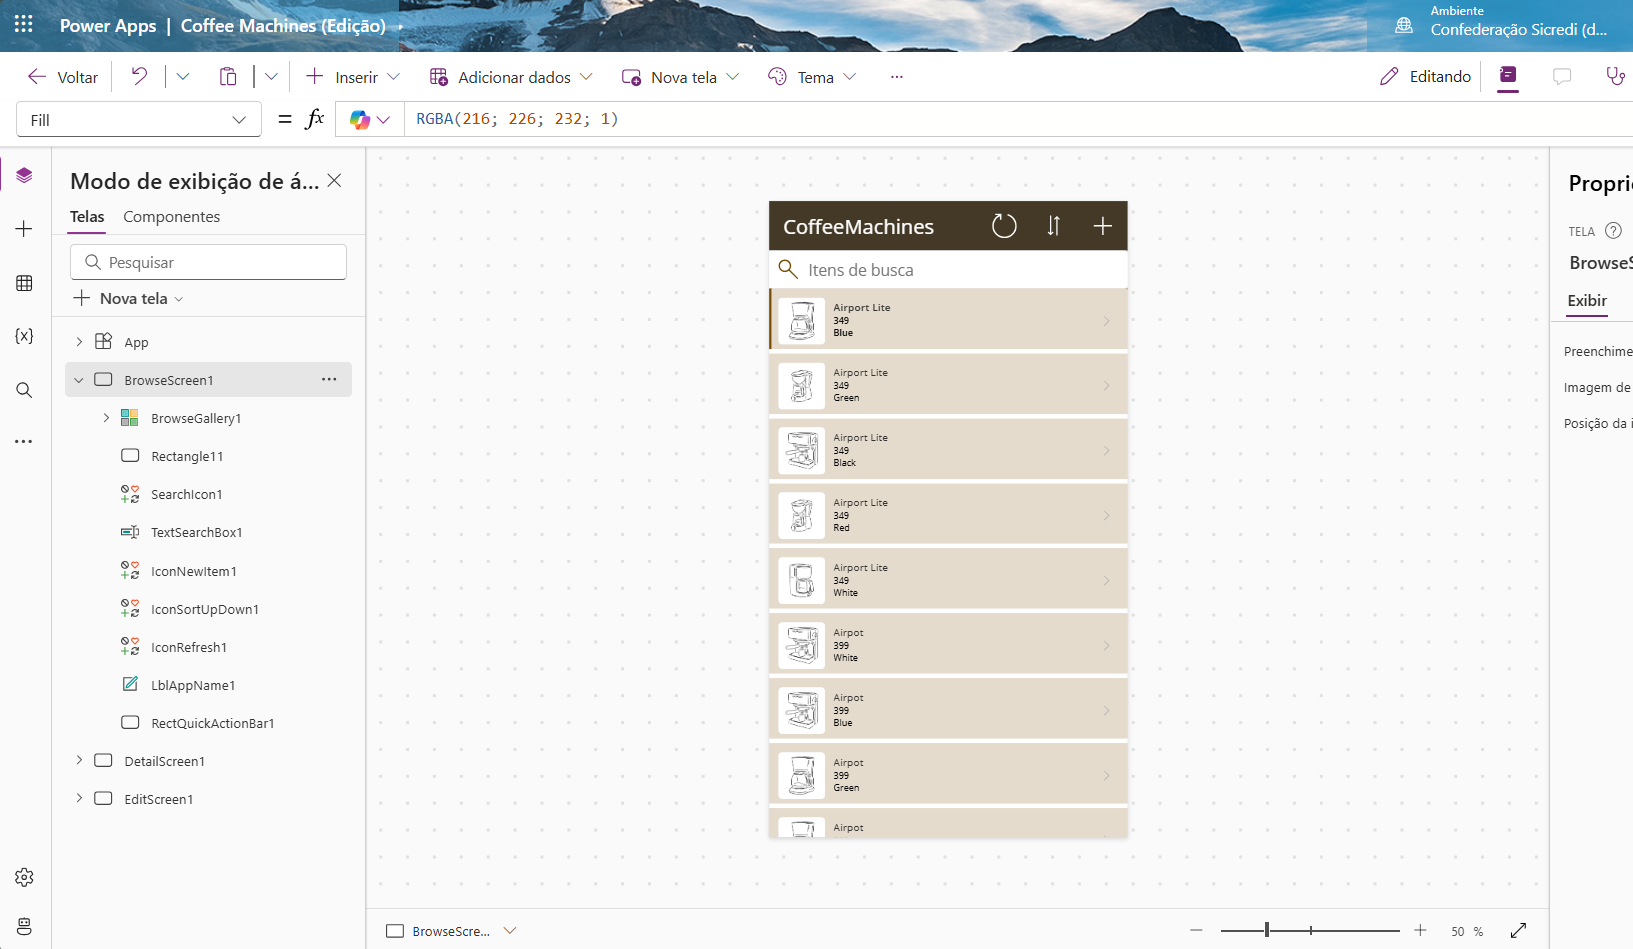 Power Apps | Coffee Machines (Edição)
Ambiente
Confederação Sicredi (d...
Voltar
Inserir
Adicionar dados
Nova tela
Tema
...
Editando
Fill
= fx
RGBA(216; 226; 232; 1)
Modo de exibição de á...
Telas
Componentes
Pesquisar
Nova tela
App
BrowseScreen1
BrowseGallery1
Rectangle11
SearchIcon1
TextSearchBox1
IconNewItem1
IconSortUpDown1
IconRefresh1
LblAppName1
RectQuickActionBar1
DetailScreen1
EditScreen1
CoffeeMachines
Itens de busca
Airport Lite
349
Blue
Airport Lite
349
Green
Airport Lite
349
Black
Airport Lite
349
Red
Airport Lite
349
White
Airpot
399
White
Airpot
399
Blue
Airpot
399
Green
Airpot
Propri
TELA
BrowseS
Exibir
Preenchime
Imagem de
Posição da i
BrowseScre...
50 %